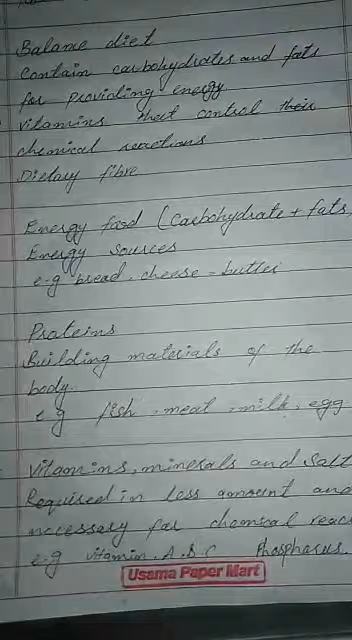 Balance diet
Contain carbohydrates and fats
for providing energy
vitamins that control their
chemical reactions
Dietary fibre
Energy food (Carbohydrate + fats
Energy sources
e-g bread, cheese - butter
Proteins
Building materials of the
body.
e g fish, meat, milk, egg
Vitamins, minerals and Salt
Required in less amount and
necessary for chemical reac
e-g vitamin. A. D. C Phosphorus.
Usama Paper Mart